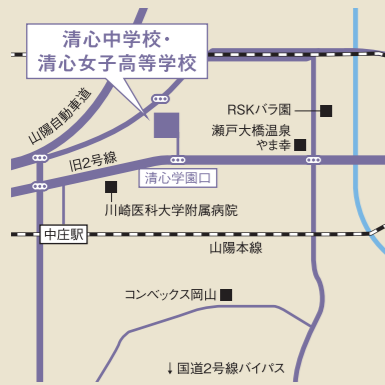 清心中学校・
清心女子高等学校
山陽自動車道
RSKバラ園
瀬戸大橋温泉
やま幸
旧2号線
清心学園口
川崎医科大学附属病院
中庄駅
山陽本線
コンベックス岡山
↓国道2号線バイパス